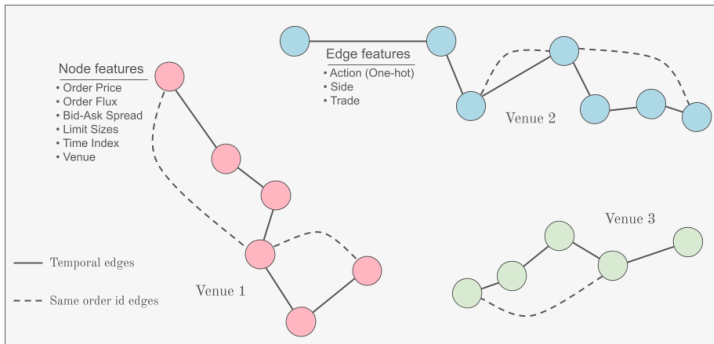 Node features
• Order Price
• Order Flux
• Bid-Ask Spread
• Limit Sizes
• Time Index
• Venue
Edge features
• Action (One-hot)
• Side
• Trade
Venue 2
Venue 3
Venue 1
Temporal edges
Same order id edges